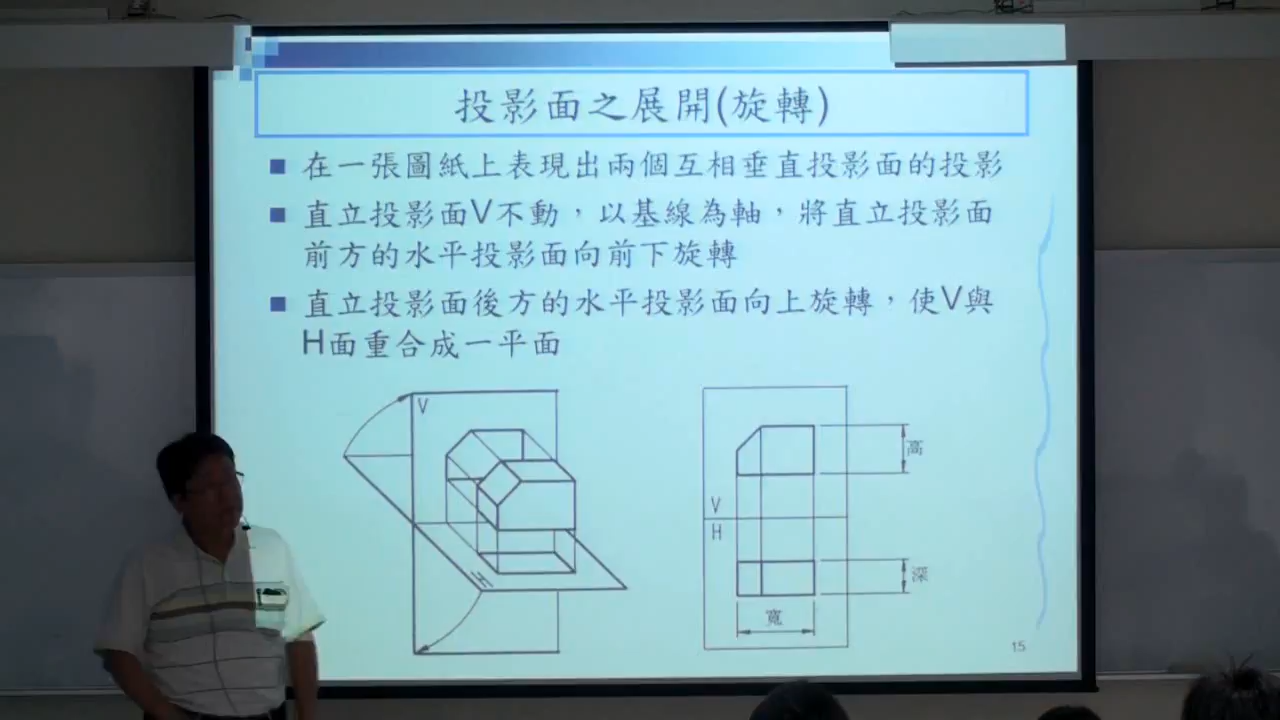 投影面之展開(旋轉)
在一張圖紙上表現出兩個互相垂直投影面的投影
直立投影面V不動，以基線為軸，將直立投影面
前方的水平投影面向前下旋轉
直立投影面後方的水平投影面向上旋轉，使V與
H面重合成一平面
V
H
高
V
H
深
寬
15